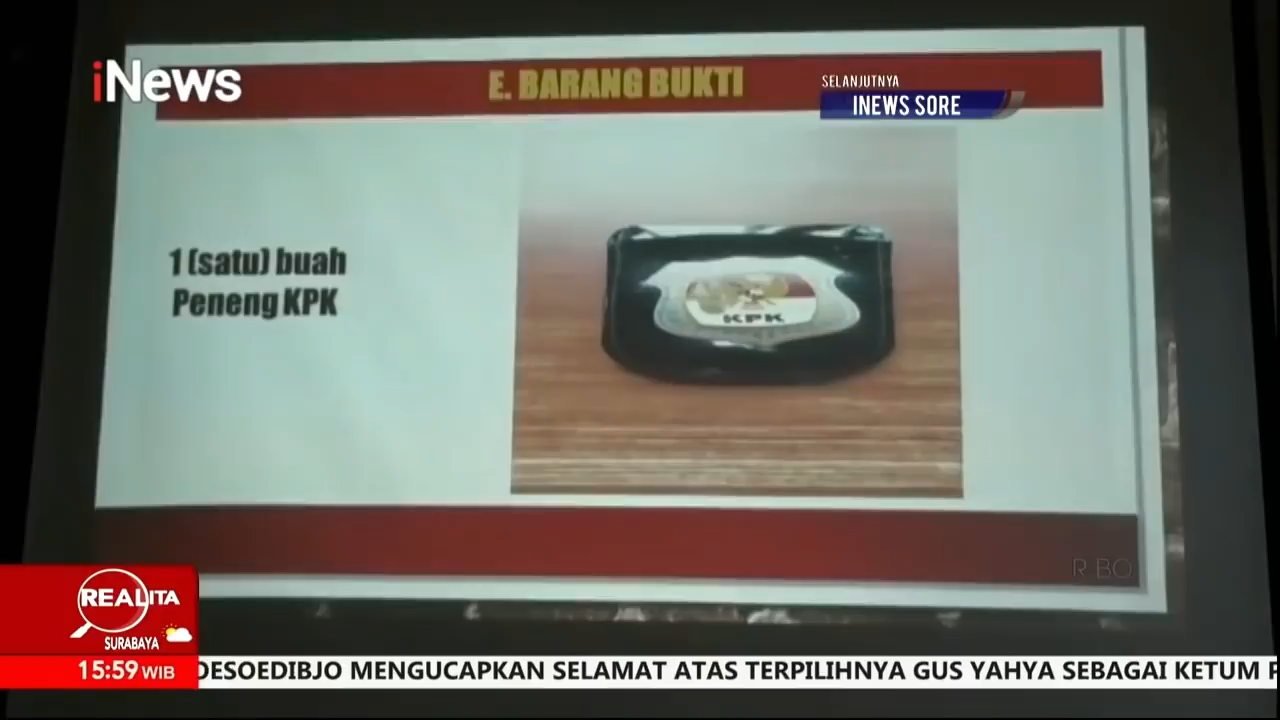 iNews
E. BARANG BUKTI
SELANJUTNYA
INEWS SORE
1 (satu) buah
Peneng KPK
KPK
REALITA
SURABAYA
15:59 WIB
OESOEDIBJO MENGUCAPKAN SELAMAT ATAS TERPILIHNYA GUS YAHYA SEBAGAI KETUM